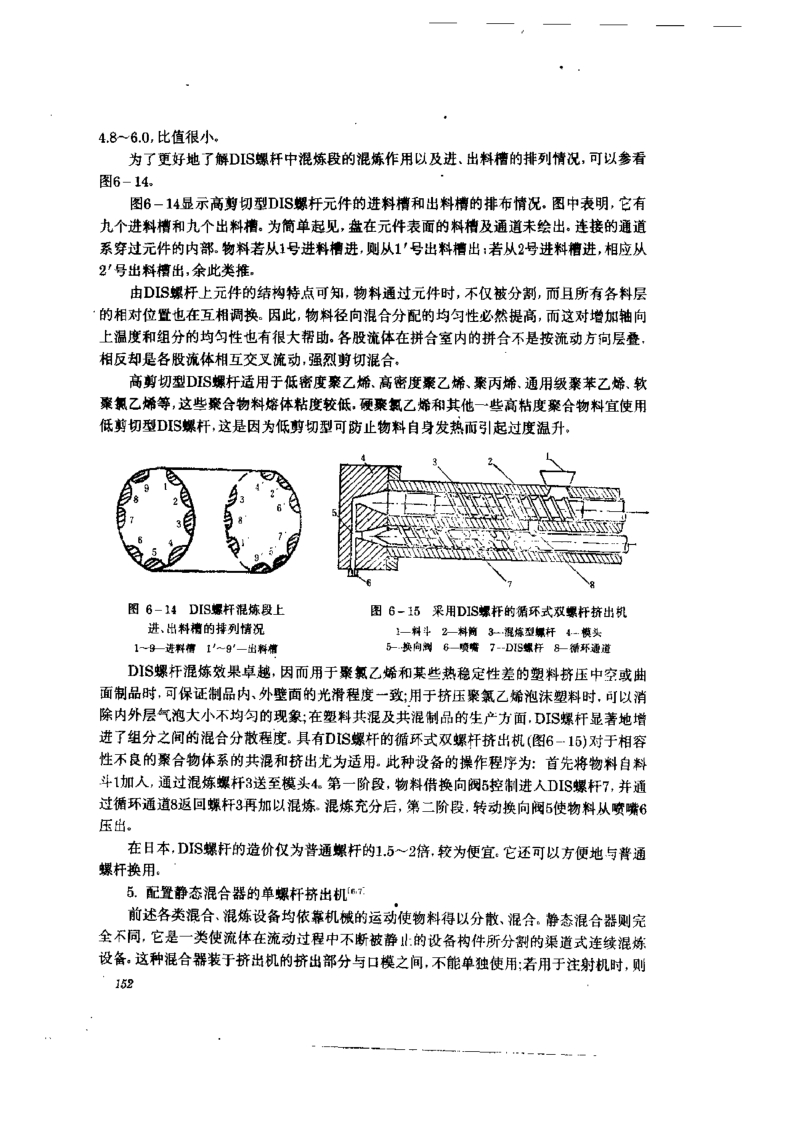 4.8～6.0,比值很小。
为了更好地了解DIS螺杆中混炼段的混炼作用以及进、出料槽的排列情况,可以参看
图6－14。
图6－14显示高剪切型DIS螺杆元件的进料槽和出料槽的排布情况。图中表明,它有
九个进料槽和九个出料槽。为简单起见,盘在元件表面的料槽及通道未绘出。连接的通道
系穿过元件的内部。物料若从1号进料槽进,则从1′号出料槽出;若从2号进料槽进,相应从
2′号出料槽出,余此类推。
由DIS螺杆上元件的结构特点可知,物料通过元件时,不仅被分割,而且所有各料层
的相对位置也在互相调换。因此,物料径向混合分配的均匀性必然提高,而这对增加轴向
上温度和组分的均匀性也有很大帮助。各股流体在拼合室内的拼合不是按流动方向层叠,
相反却是各股流体相互交叉流动,强烈剪切混合。
高剪切型DIS螺杆适用于低密度聚乙烯、高密度聚乙烯、聚丙烯、通用级聚苯乙烯、软
聚氯乙烯等,这些聚合物料熔体粘度较低。硬聚氯乙烯和其他一些高粘度聚合物料宜使用
低剪切型DIS螺杆,这是因为低剪切型可防止物料自身发热而引起过度温升。
9 1
8 2
7 3
6 4
5
4′ 2′
3 6′
8′
1 7′
9′ 5′
4 3 2 1
5
6 7 8
图 6－14 DIS螺杆混炼段上
进、出料槽的排列情况
1～9—进料槽 1′～9′—出料槽
图 6－15 采用DIS螺杆的循环式双螺杆挤出机
1—料斗 2—料筒 3—混炼型螺杆 4—模头
5—换向阀 6—喷嘴 7—DIS螺杆 8—循环通道
DIS螺杆混炼效果卓越,因而用于聚氯乙烯和某些热稳定性差的塑料挤压中空或曲
面制品时,可保证制品内、外壁面的光滑程度一致;用于挤压聚氯乙烯泡沫塑料时,可以消
除内外层气泡大小不均匀的现象;在塑料共混及共混制品的生产方面,DIS螺杆显著地增
进了组分之间的混合分散程度。具有DIS螺杆的循环式双螺杆挤出机(图6－15)对于相容
性不良的聚合物体系的共混和挤出尤为适用。此种设备的操作程序为: 首先将物料自料
斗1加入,通过混炼螺杆3送至模头4。第一阶段,物料借换向阀5控制进入DIS螺杆7,并通
过循环通道8返回螺杆3再加以混炼。混炼充分后,第二阶段,转动换向阀5使物料从喷嘴6
压出。
在日本,DIS螺杆的造价仅为普通螺杆的1.5～2倍,较为便宜。它还可以方便地与普通
螺杆换用。
5. 配置静态混合器的单螺杆挤出机[6,7]
前述各类混合、混炼设备均依靠机械的运动使物料得以分散、混合。静态混合器则完
全不同,它是一类使流体在流动过程中不断被静止的设备构件所分割的渠道式连续混炼
设备。这种混合器装于挤出机的挤出部分与口模之间,不能单独使用;若用于注射机时,则
152